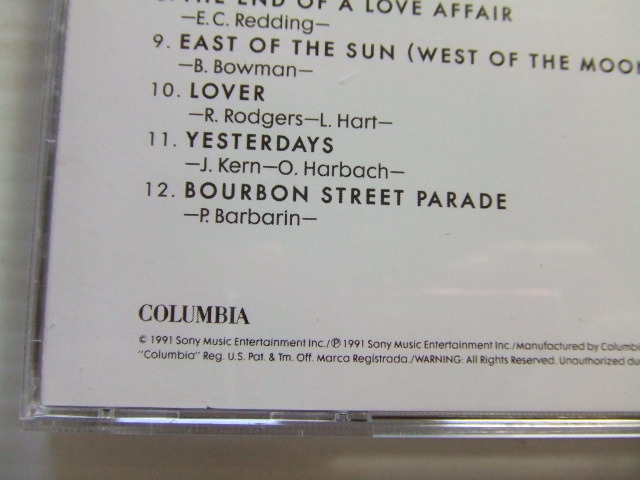 THE END OF A LOVE AFFAIR
—E.C. Redding—
9. EAST OF THE SUN (WEST OF THE MOON
—B. Bowman—
10. LOVER
—R. Rodgers—L. Hart—
11. YESTERDAYS
—J. Kern—O. Harbach—
12. BOURBON STREET PARADE
—P. Barbarin—
COLUMBIA
© 1991 Sony Music Entertainment Inc./℗ 1991 Sony Music Entertainment Inc./Manufactured by Columbi
"Columbia" Reg. U.S. Pat. & Tm. Off. Marca Registrada./WARNING: All Rights Reserved. Unauthorized du